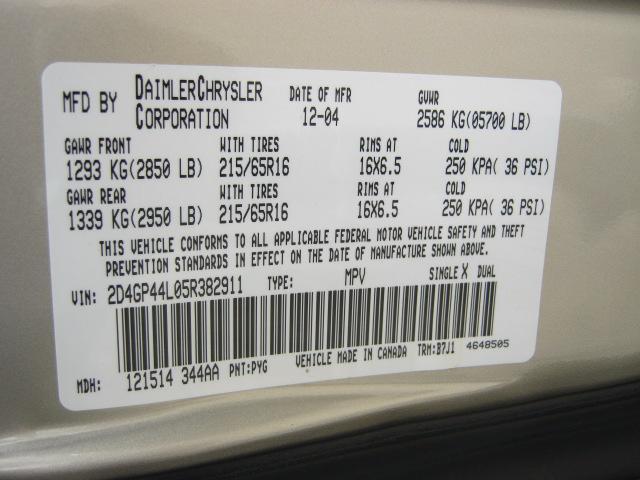 MFD BY DAIMLERCHRYSLER CORPORATION DATE OF MFR 12-04 GVWR 2586 KG(05700 LB)
GAWR FRONT WITH TIRES RIMS AT COLD
1293 KG(2850 LB) 215/65R16 16X6.5 250 KPA( 36 PSI)
GAWR REAR WITH TIRES RIMS AT COLD
1339 KG(2950 LB) 215/65R16 16X6.5 250 KPA( 36 PSI)
THIS VEHICLE CONFORMS TO ALL APPLICABLE FEDERAL MOTOR VEHICLE SAFETY AND THEFT
PREVENTION STANDARDS IN EFFECT ON THE DATE OF MANUFACTURE SHOWN ABOVE.
VIN: 2D4GP44L05R382911 TYPE: MPV SINGLE X DUAL
MDH: 121514 344AA PNT:PYG VEHICLE MADE IN CANADA TRM:B7J1 4648505